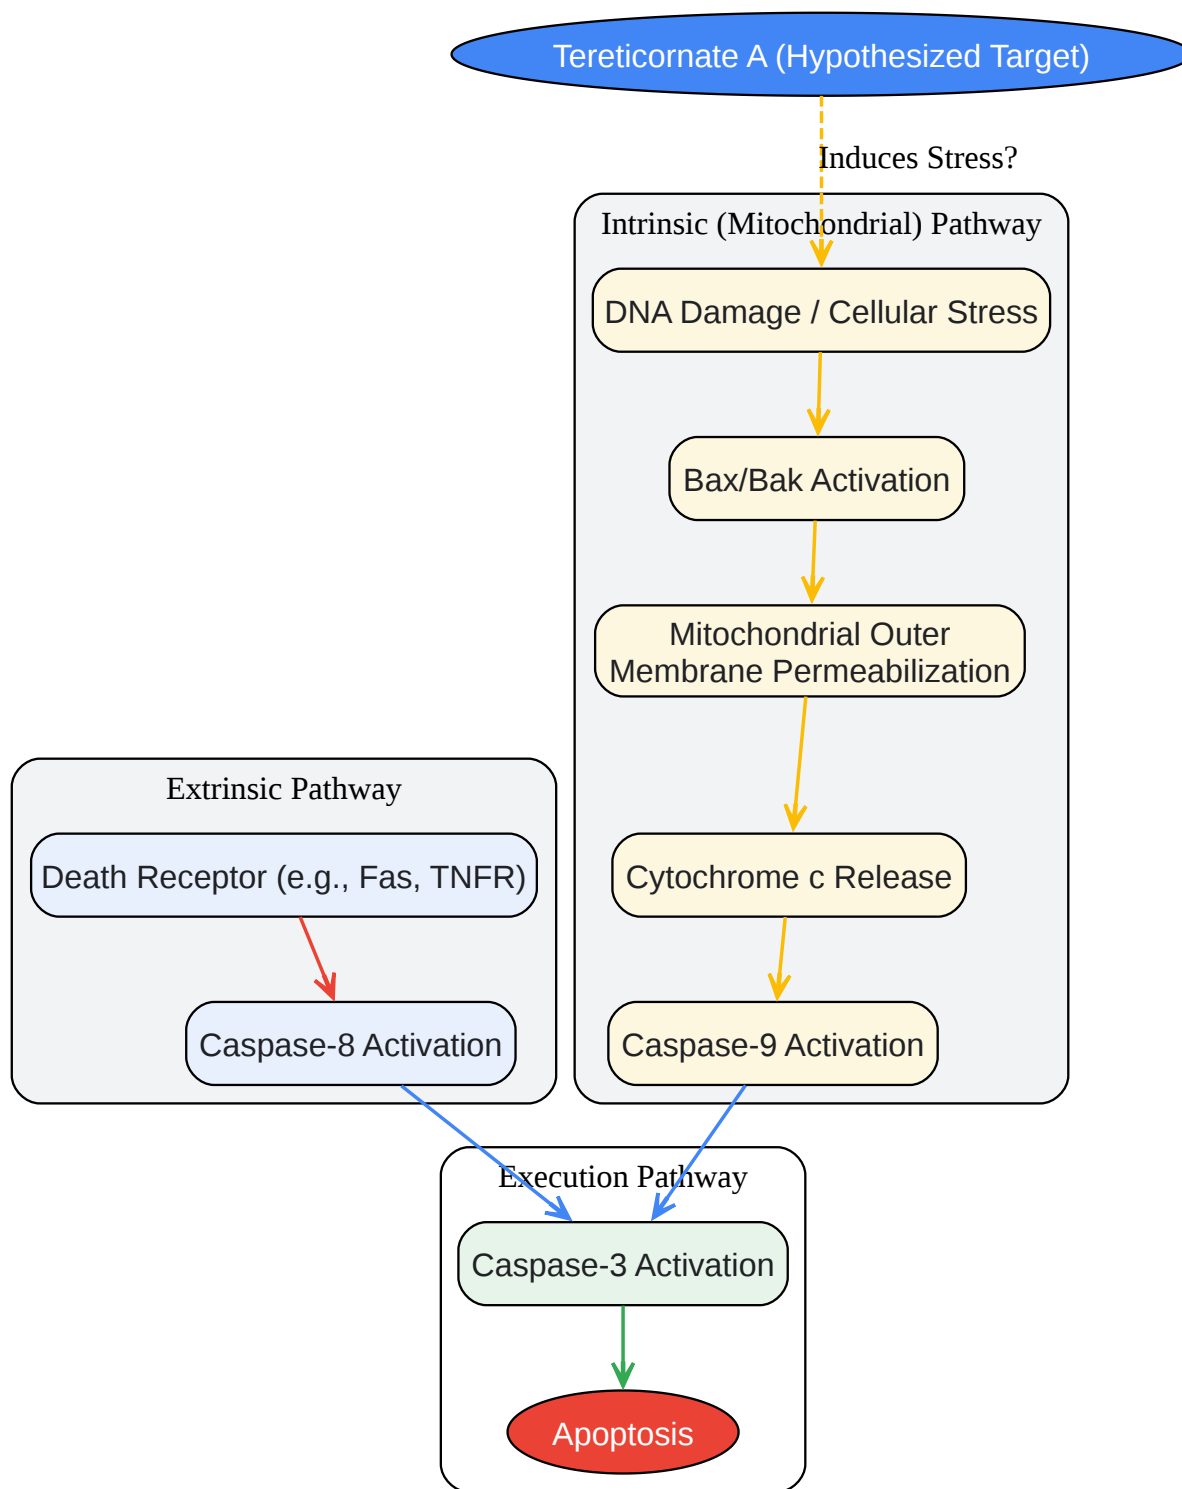 Tereticornate A (Hypothesized Target)
Induces Stress?
Intrinsic (Mitochondrial) Pathway
DNA Damage / Cellular Stress
Bax/Bak Activation
Mitochondrial Outer
Membrane Permeabilization
Cytochrome c Release
Caspase-9 Activation
Extrinsic Pathway
Death Receptor (e.g., Fas, TNFR)
Caspase-8 Activation
Execution Pathway
Caspase-3 Activation
Apoptosis